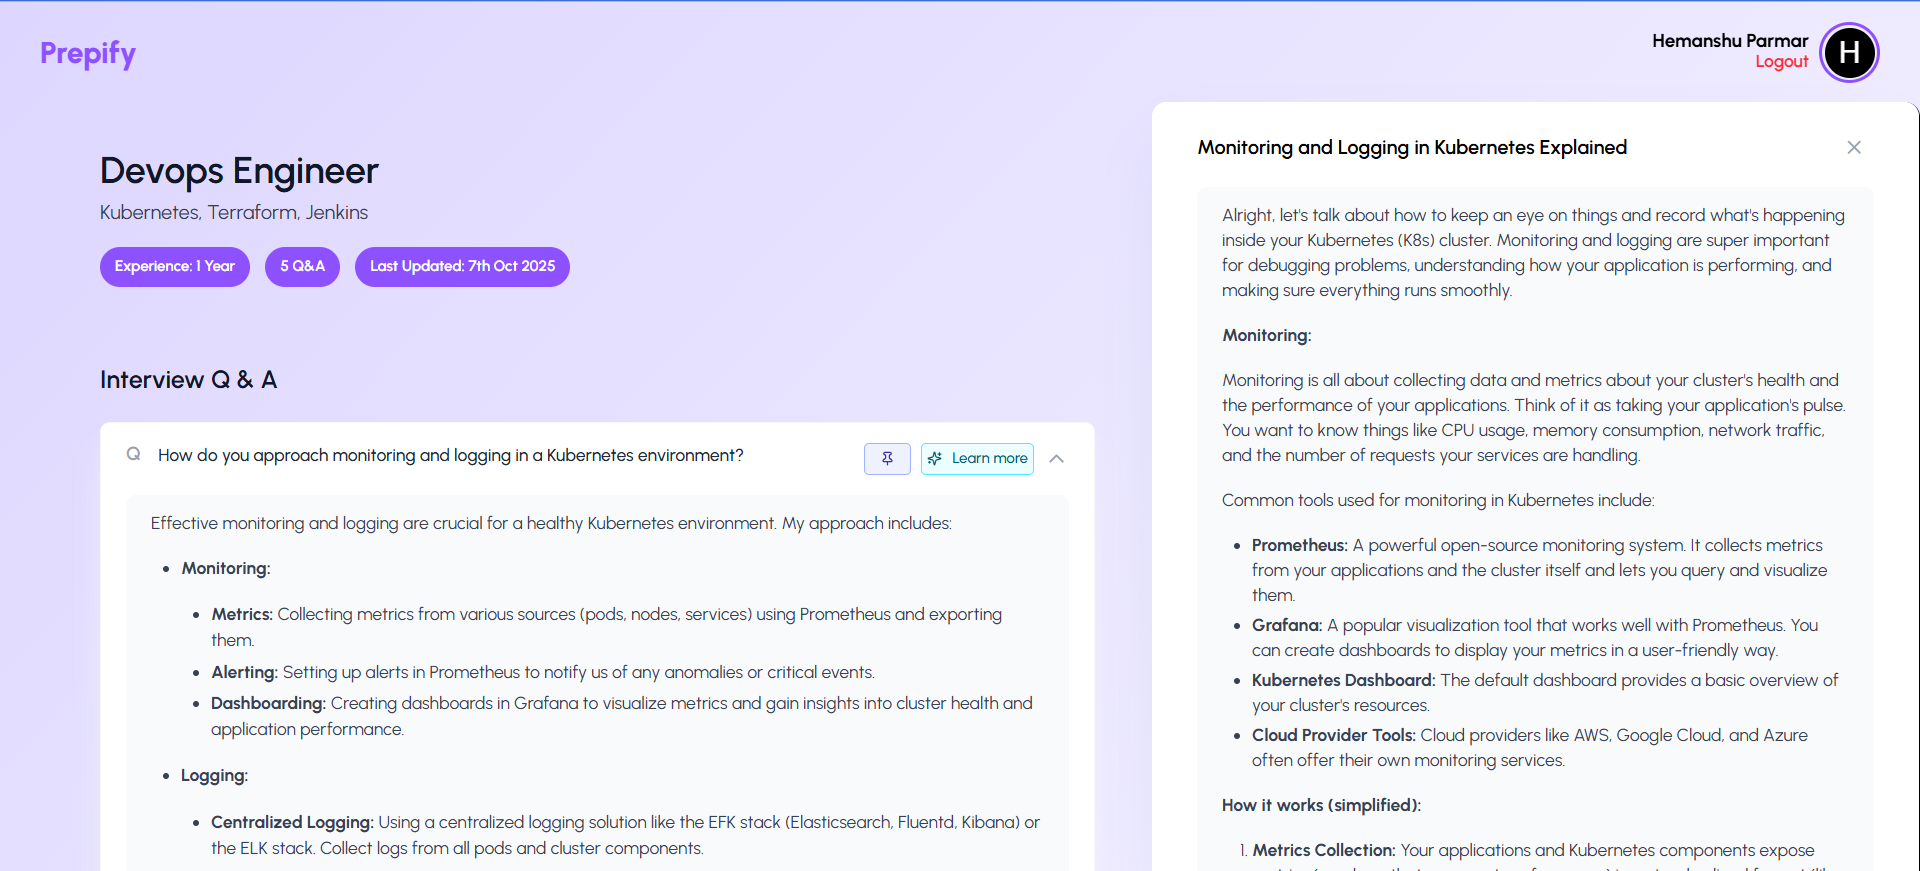 Prepify
Hemanshu Parmar
Logout
H
Devops Engineer
Kubernetes, Terraform, Jenkins
Experience: 1 Year
5 Q&A
Last Updated: 7th Oct 2025
Interview Q & A
Q How do you approach monitoring and logging in a Kubernetes environment?
Learn more
Effective monitoring and logging are crucial for a healthy Kubernetes environment. My approach includes:
• Monitoring:
• Metrics: Collecting metrics from various sources (pods, nodes, services) using Prometheus and exporting
them.
• Alerting: Setting up alerts in Prometheus to notify us of any anomalies or critical events.
• Dashboarding: Creating dashboards in Grafana to visualize metrics and gain insights into cluster health and
application performance.
• Logging:
• Centralized Logging: Using a centralized logging solution like the EFK stack (Elasticsearch, Fluentd, Kibana) or
the ELK stack. Collect logs from all pods and cluster components.
Monitoring and Logging in Kubernetes Explained
Alright, let's talk about how to keep an eye on things and record what's happening
inside your Kubernetes (K8s) cluster. Monitoring and logging are super important
for debugging problems, understanding how your application is performing, and
making sure everything runs smoothly.
Monitoring:
Monitoring is all about collecting data and metrics about your cluster's health and
the performance of your applications. Think of it as taking your application's pulse.
You want to know things like CPU usage, memory consumption, network traffic,
and the number of requests your services are handling.
Common tools used for monitoring in Kubernetes include:
• Prometheus: A powerful open-source monitoring system. It collects metrics
from your applications and the cluster itself and lets you query and visualize
them.
• Grafana: A popular visualization tool that works well with Prometheus. You
can create dashboards to display your metrics in a user-friendly way.
• Kubernetes Dashboard: The default dashboard provides a basic overview of
your cluster's resources.
• Cloud Provider Tools: Cloud providers like AWS, Google Cloud, and Azure
often offer their own monitoring services.
How it works (simplified):
1. Metrics Collection: Your applications and Kubernetes components expose